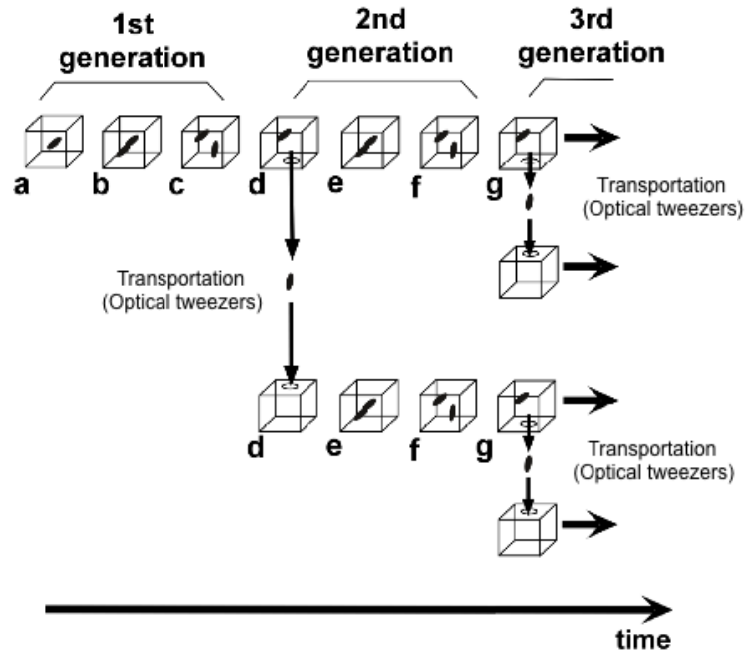 1st
generation
2nd
generation
3rd
generation
a
b
c
d
e
f
g
Transportation
(Optical tweezers)
Transportation
(Optical tweezers)
d
e
f
g
Transportation
(Optical tweezers)
time